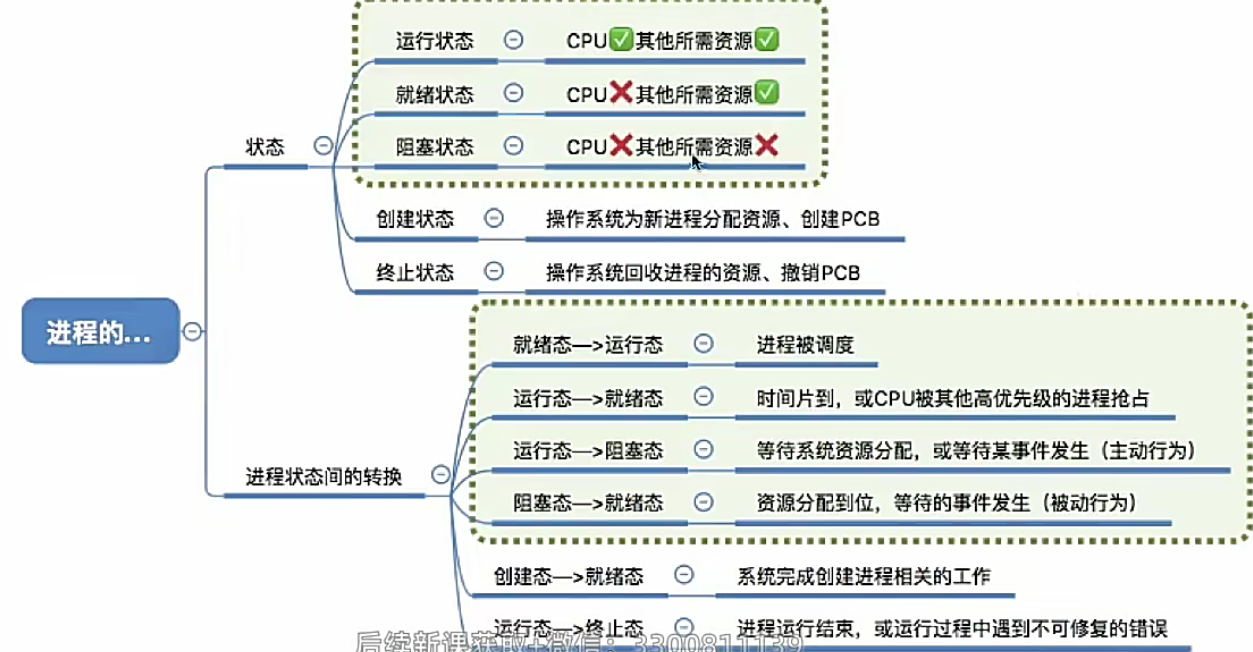 运行状态 CPU✅其他所需资源✅
就绪状态 CPU❌其他所需资源✅
阻塞状态 CPU❌其他所需资源❌
状态
创建状态 操作系统为新进程分配资源、创建PCB
终止状态 操作系统回收进程的资源、撤销PCB
进程的...
就绪态—>运行态 进程被调度
运行态—>就绪态 时间片到，或CPU被其他高优先级的进程抢占
运行态—>阻塞态 等待系统资源分配，或等待某事件发生（主动行为）
进程状态间的转换
阻塞态—>就绪态 资源分配到位，等待的事件发生（被动行为）
创建态—>就绪态 系统完成创建进程相关的工作
运行态—>终止态 进程运行结束，或运行过程中遇到不可修复的错误
后续新课获取+微信：3300811139